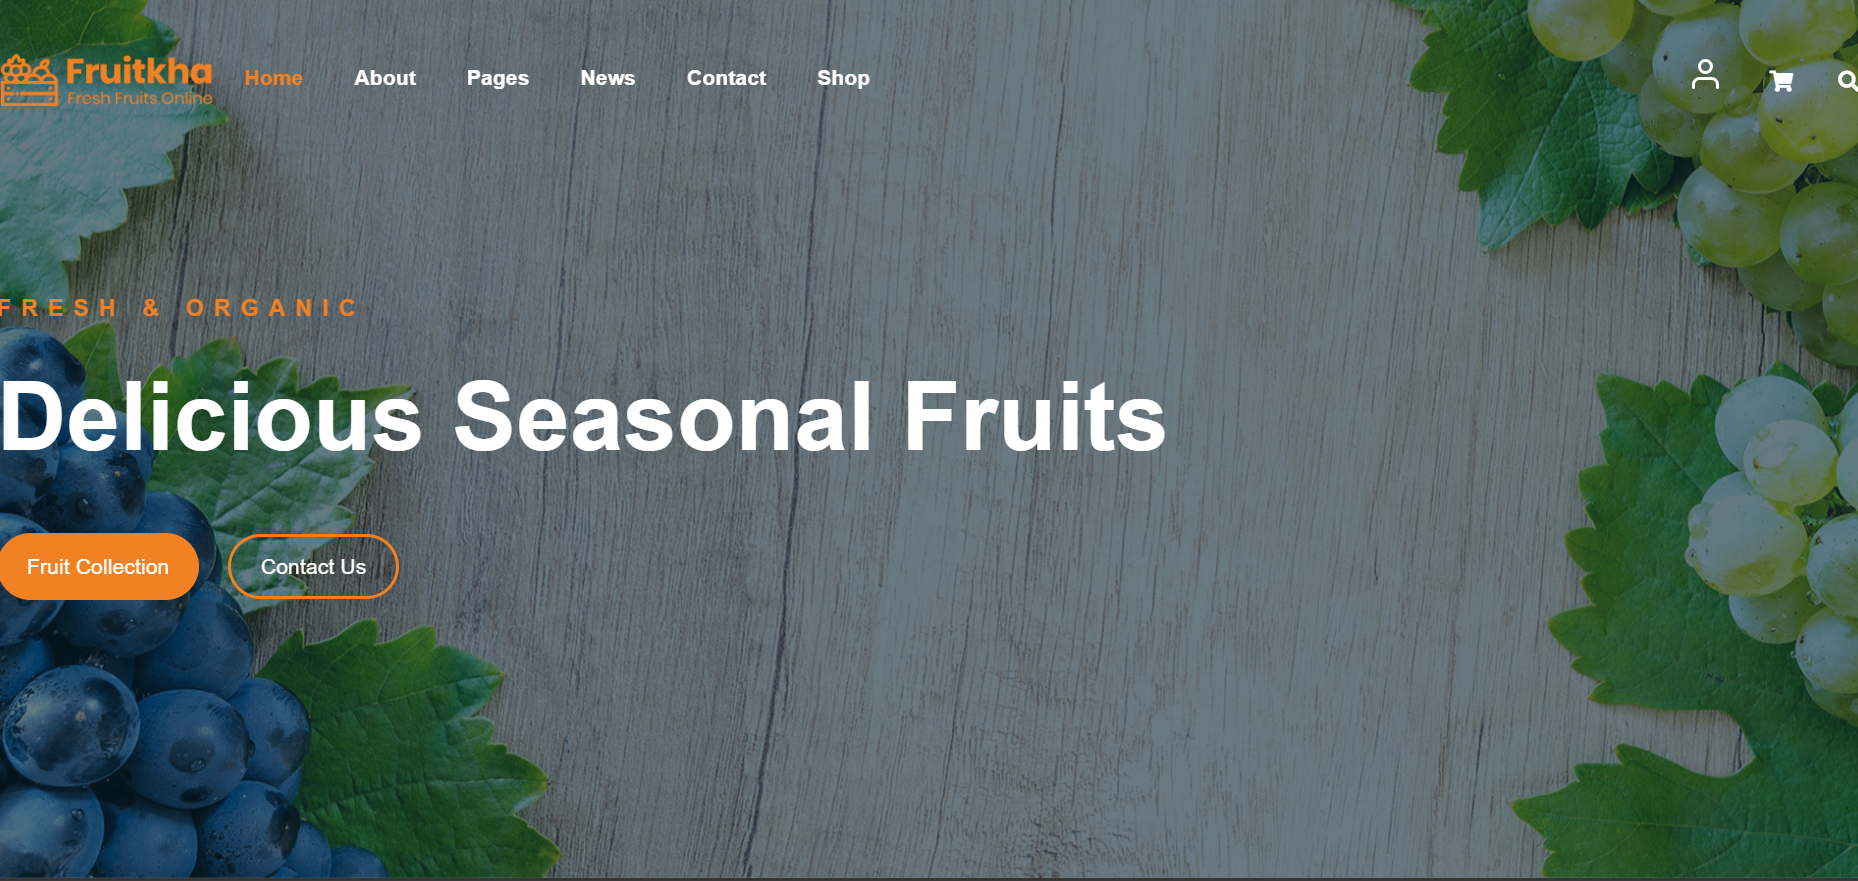 Fruitkha
Fresh Fruits Online
Home About Pages News Contact Shop
FRESH & ORGANIC
Delicious Seasonal Fruits
Fruit Collection Contact Us